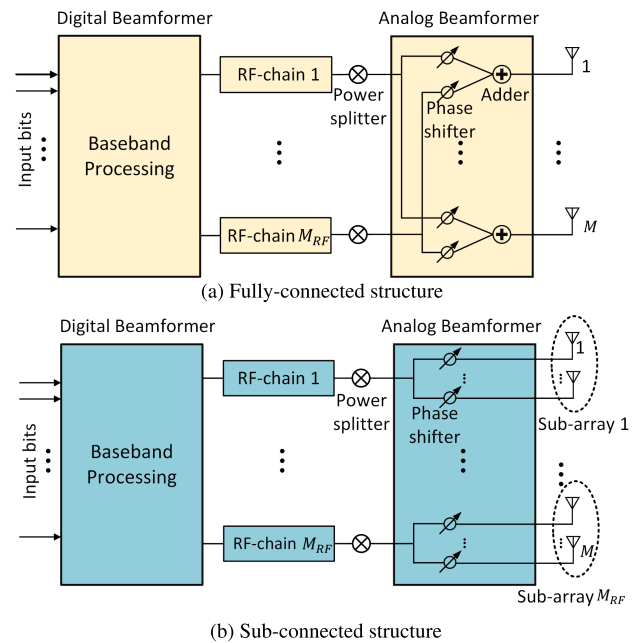 Digital Beamformer
Analog Beamformer
Input bits
Baseband
Processing
RF-chain 1
Power
splitter
Phase
shifter
Adder
1
RF-chain M_RF
M
(a) Fully-connected structure
Digital Beamformer
Analog Beamformer
Input bits
Baseband
Processing
RF-chain 1
Power
splitter
Phase
shifter
1
Sub-array 1
RF-chain M_RF
M
Sub-array M_RF
(b) Sub-connected structure